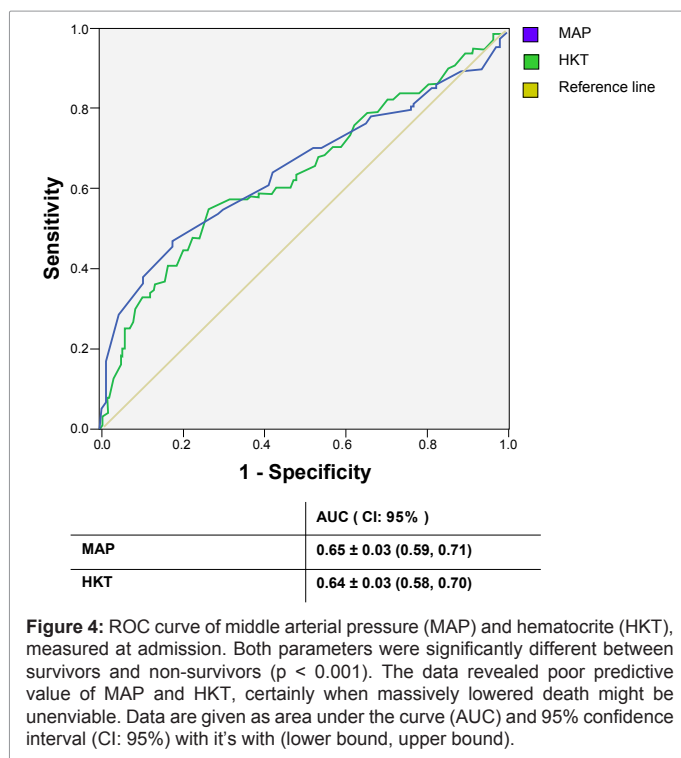 1.0
0.8
0.6
0.4
0.2
0.0
Sensitivity
0.0 0.2 0.4 0.6 0.8 1.0
1 - Specificity
MAP
HKT
Reference line
AUC ( CI: 95% )
MAP 0.65 ± 0.03 (0.59, 0.71)
HKT 0.64 ± 0.03 (0.58, 0.70)
Figure 4: ROC curve of middle arterial pressure (MAP) and hematocrite (HKT),
measured at admission. Both parameters were significantly different between
survivors and non-survivors (p < 0.001). The data revealed poor predictive
value of MAP and HKT, certainly when massively lowered death might be
unenviable. Data are given as area under the curve (AUC) and 95% confidence
interval (CI: 95%) with it's with (lower bound, upper bound).